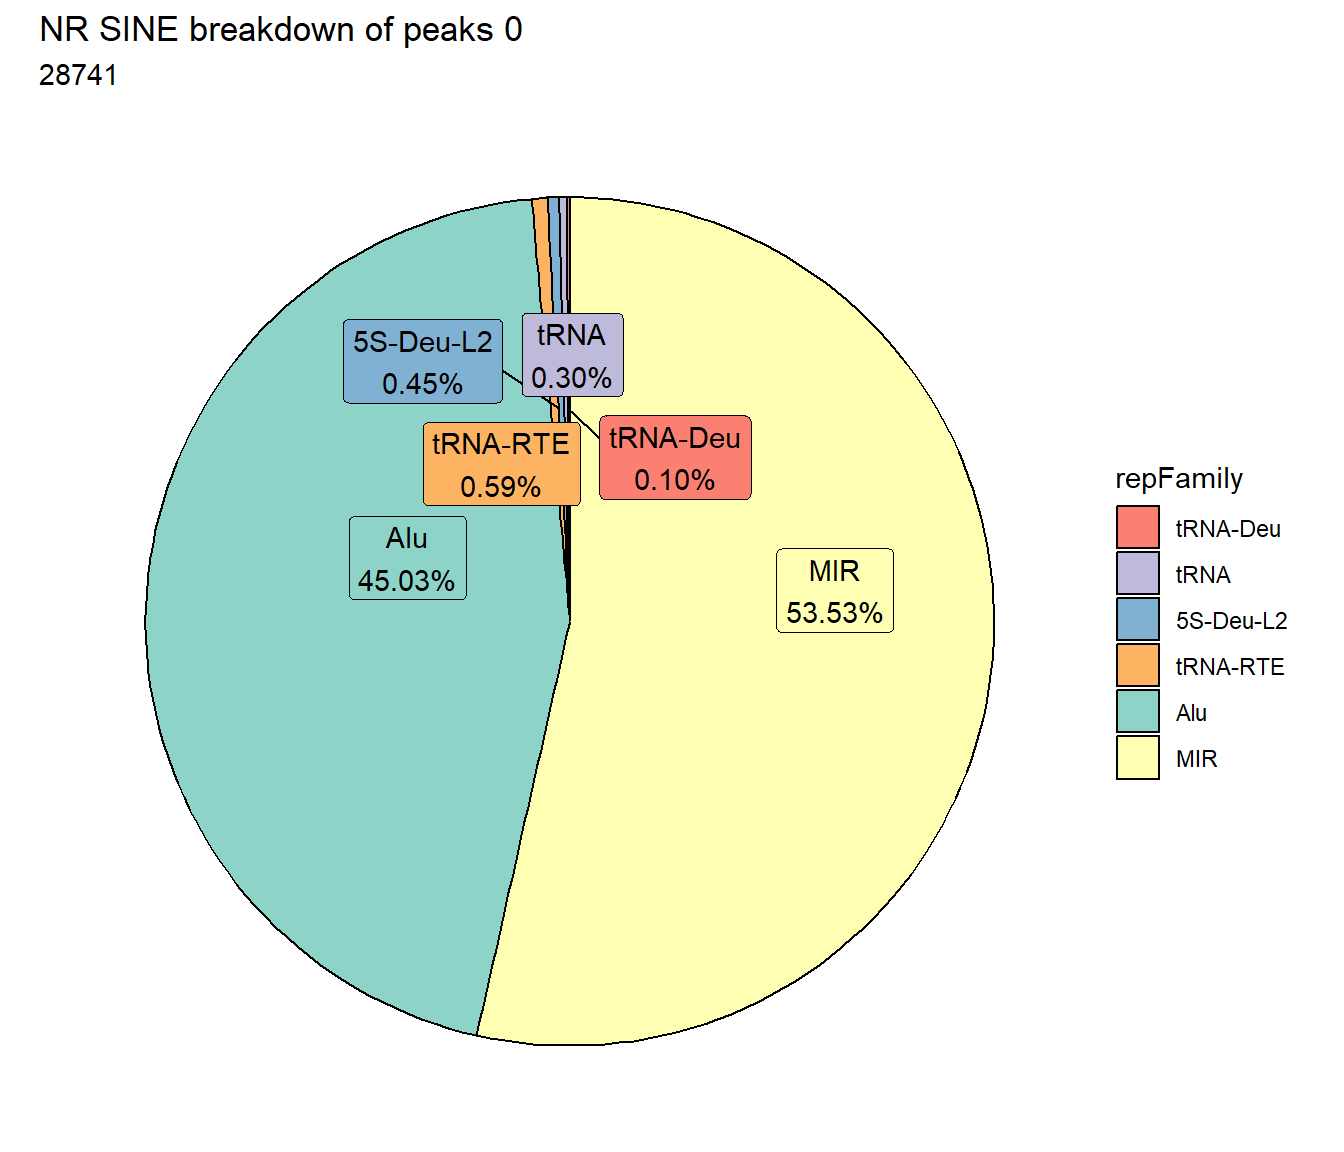 NR SINE breakdown of peaks 0
28741
5S-Deu-L2
0.45%
tRNA
0.30%
tRNA-RTE
0.59%
tRNA-Deu
0.10%
Alu
45.03%
MIR
53.53%
repFamily
tRNA-Deu
tRNA
5S-Deu-L2
tRNA-RTE
Alu
MIR